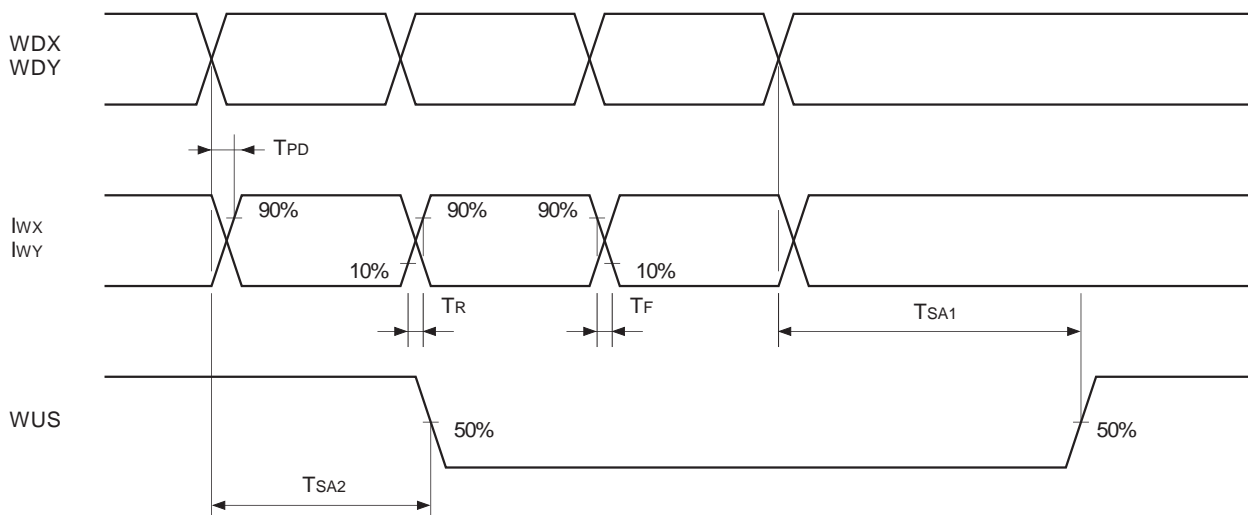 WDX
WDY
TPD
IWX
IWY
90%
90%
90%
10%
10%
TR
TF
TSA1
WUS
50%
50%
TSA2